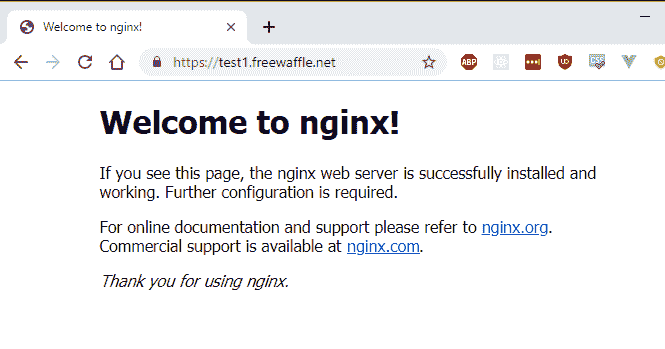 Welcome to nginx!
https://test1.freewaffle.net
ABP
UD
CSP
Welcome to nginx!
If you see this page, the nginx web server is successfully installed and
working. Further configuration is required.
For online documentation and support please refer to nginx.org.
Commercial support is available at nginx.com.
Thank you for using nginx.